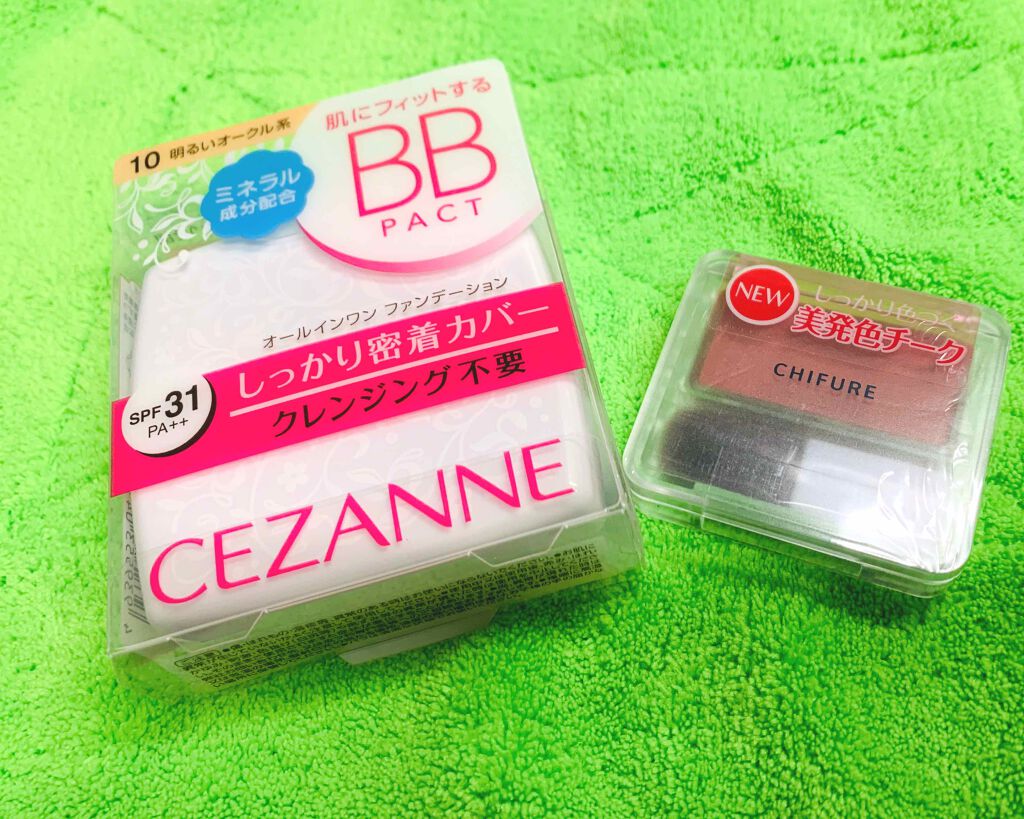 10 明るいオークル系
ミネラル
成分配合
肌にフィットする
BB
PACT
オールインワン ファンデーション
しっかり密着カバー
クレンジング不要
SPF 31
PA++
CEZANNE
NEW
しっかり色づく
美発色チーク
CHIFURE